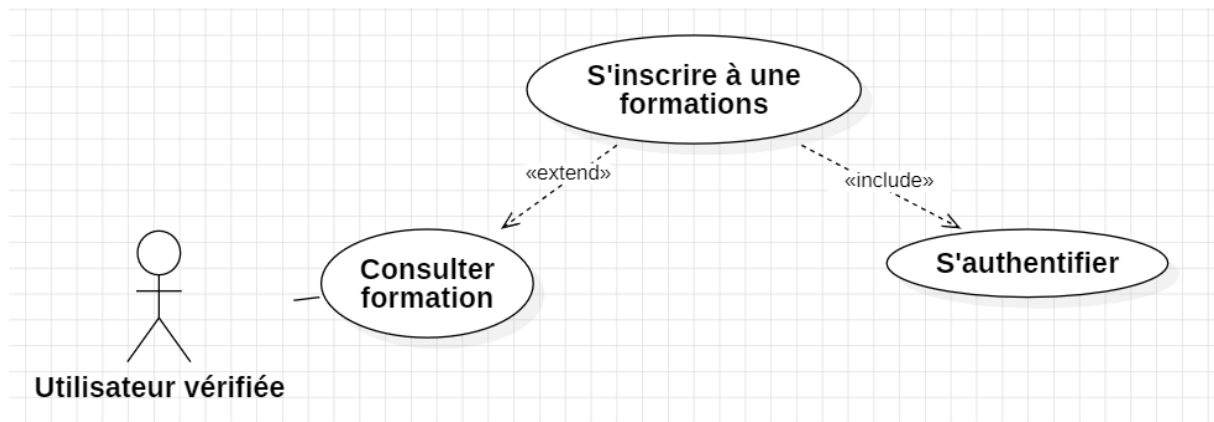 S'inscrire à une
formations
«extend»
«include»
Consulter
formation
S'authentifier
Utilisateur vérifiée